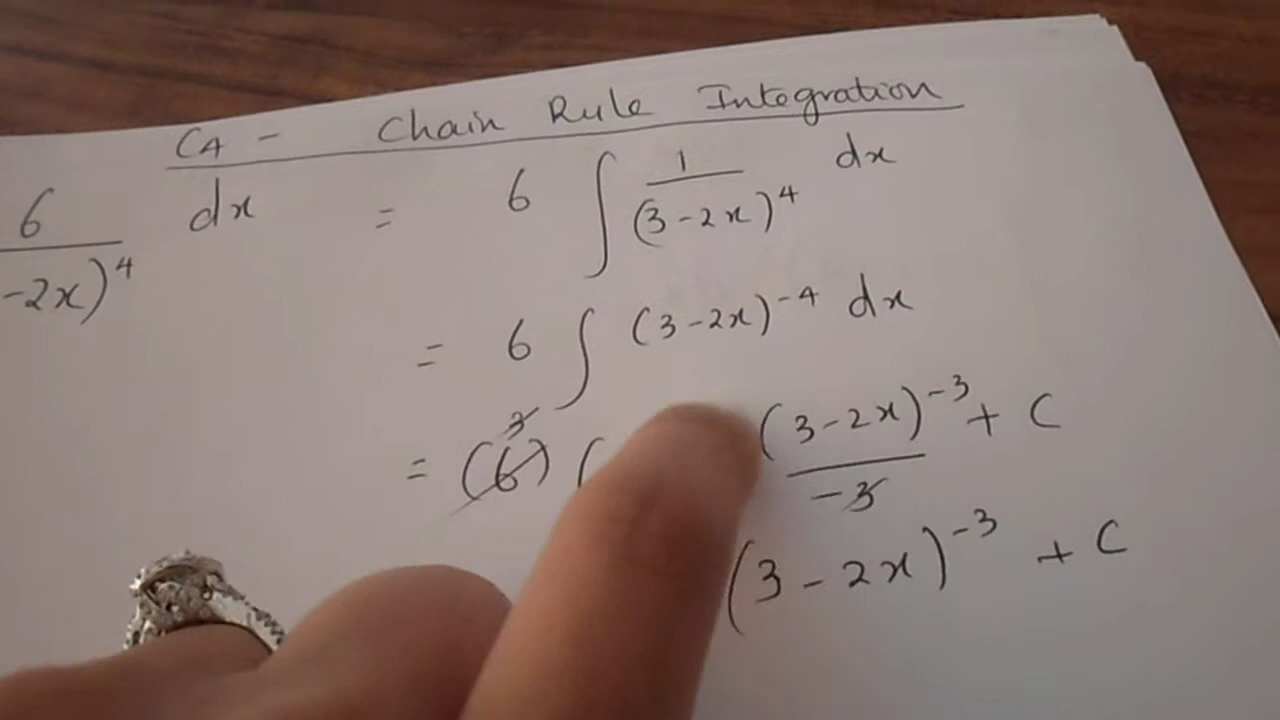 C4 - Chain Rule Integration
6/(-2x)^4 dx = 6 ∫ 1/(3-2x)^4 dx
= 6 ∫ (3-2x)^-4 dx
= (6) 3 ( (3-2x)^-3/-3 + C
(3-2x)^-3 + C